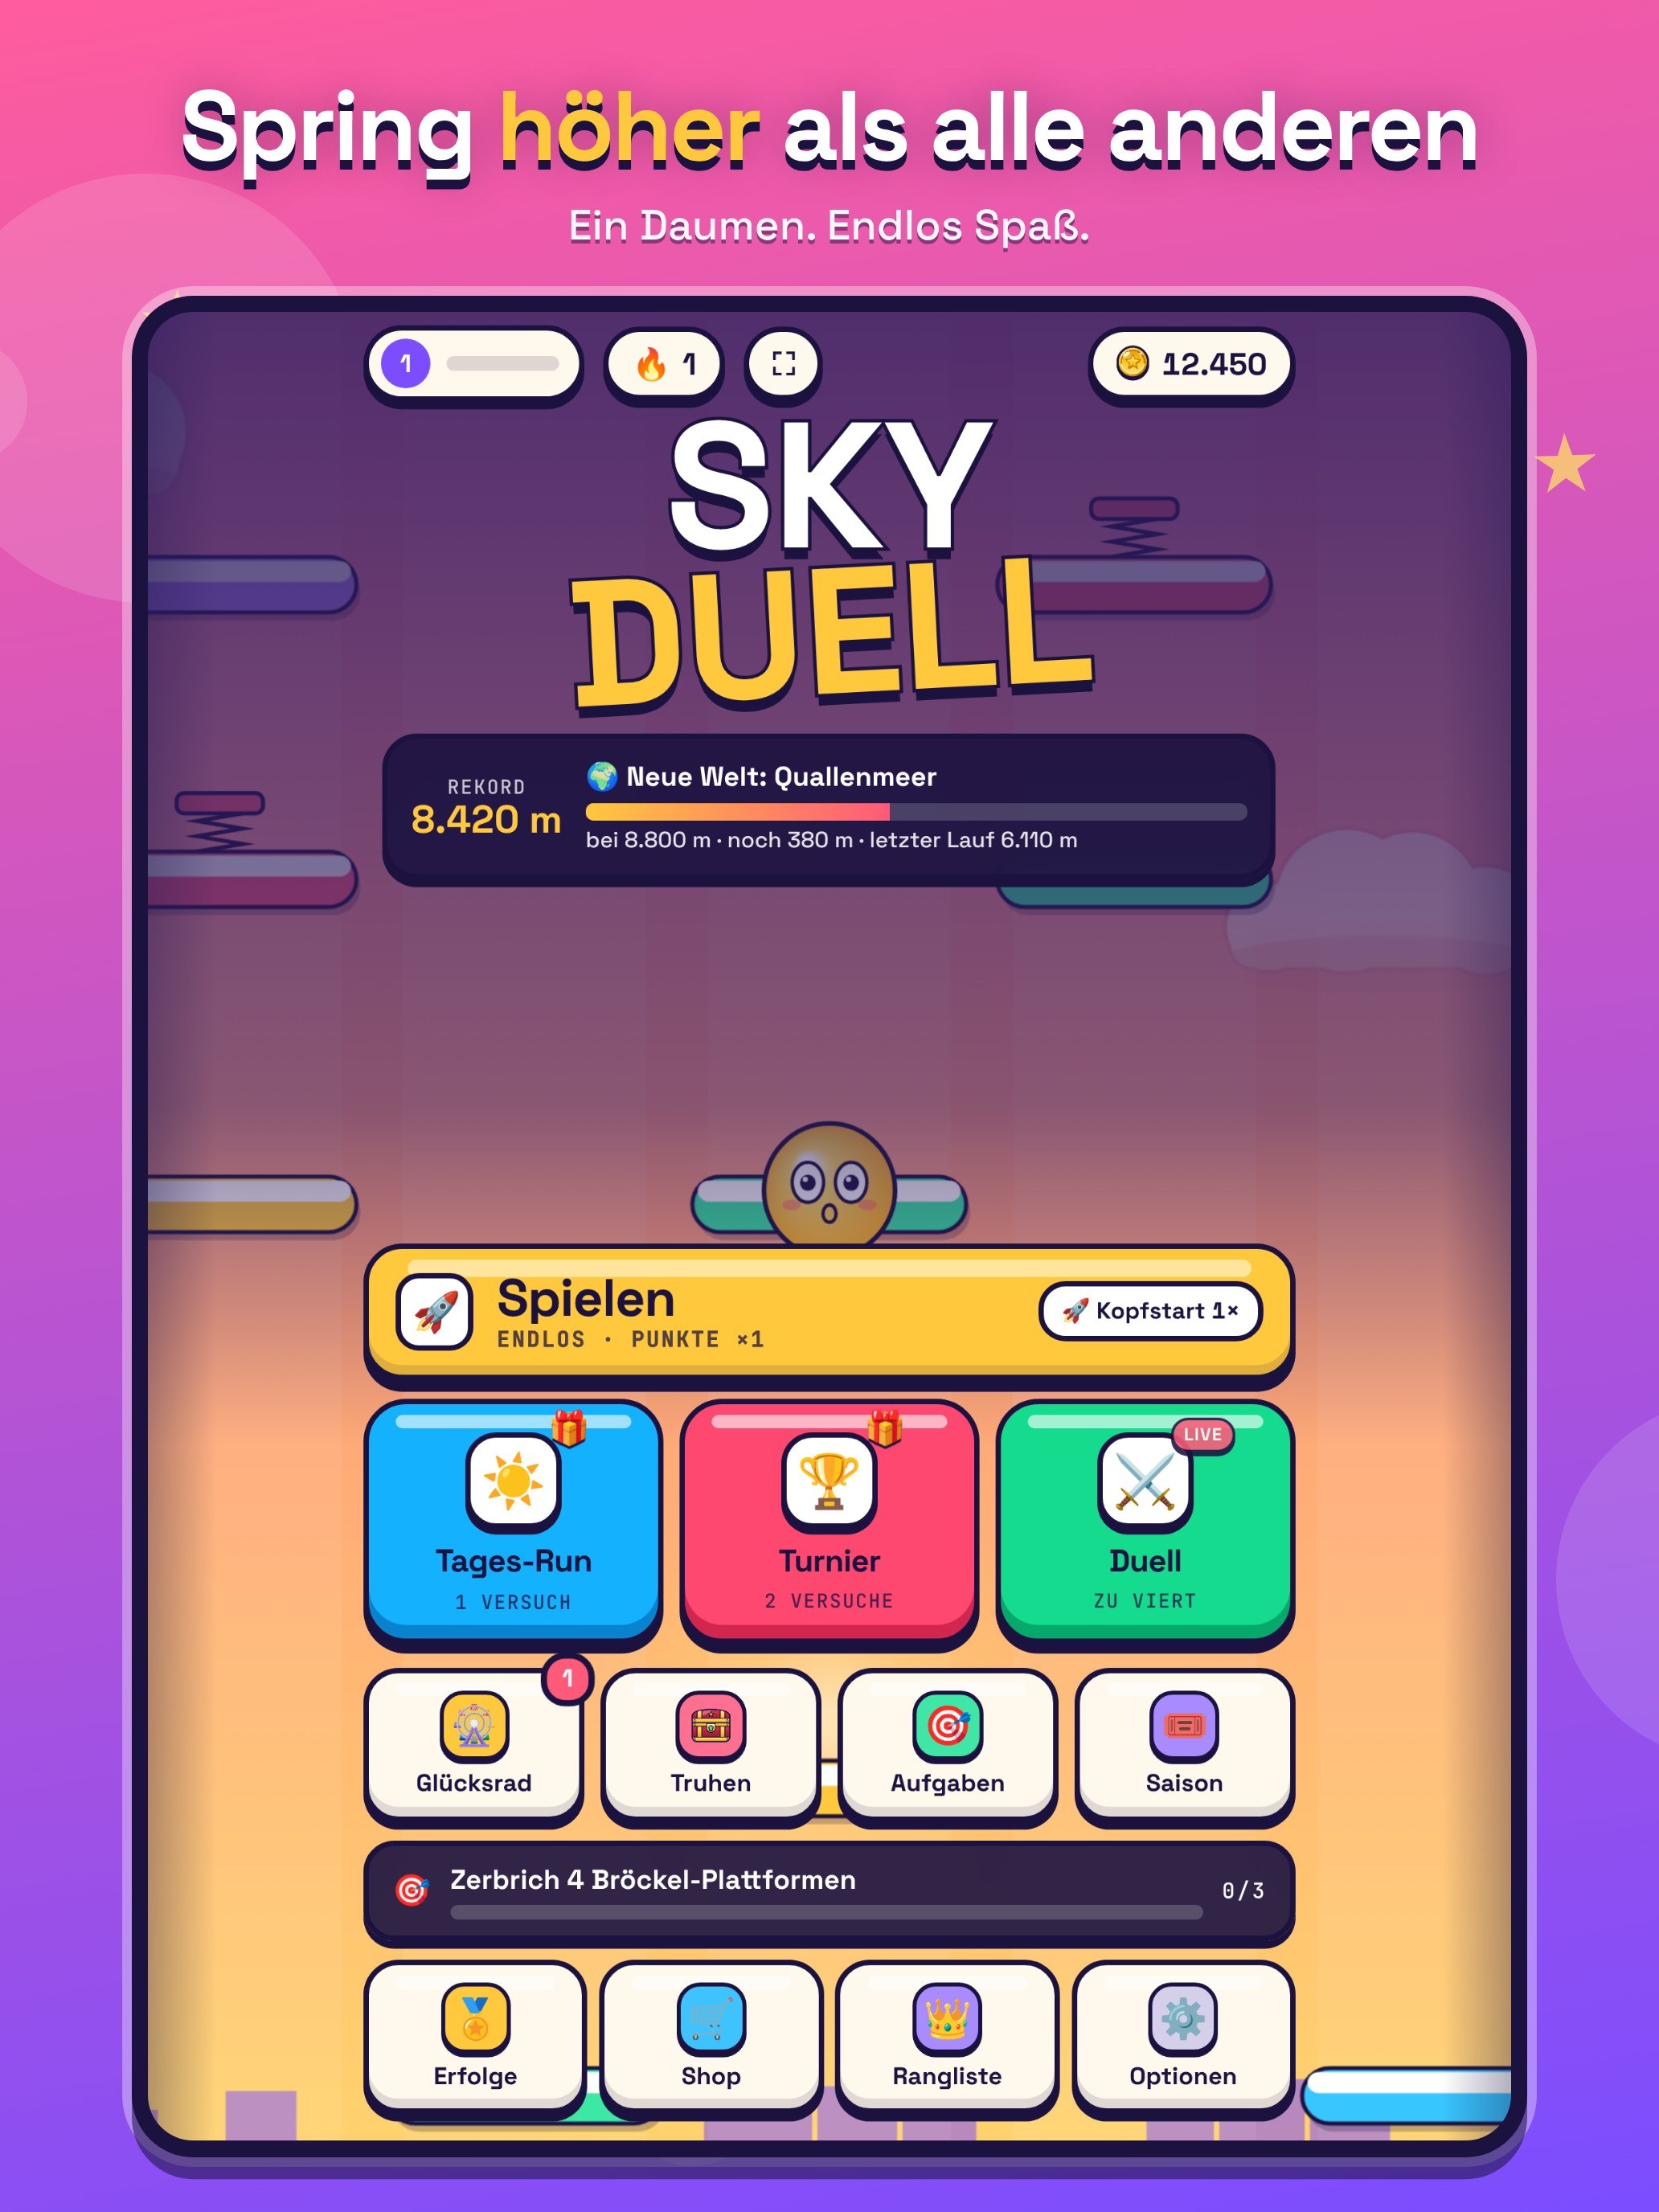 Spring höher als alle anderen
Ein Daumen. Endlos Spaß.
1
1
12.450
SKY
DUELL
REKORD
8.420 m
Neue Welt: Quallenmeer
bei 8.800 m · noch 380 m · letzter Lauf 6.110 m
Spielen
ENDLOS · PUNKTE ×1
Kopfstart 1×
Tages-Run
1 VERSUCH
Turnier
2 VERSUCHE
LIVE
Duell
ZU VIERT
1
Glücksrad
Truhen
Aufgaben
Saison
Zerbrich 4 Bröckel-Plattformen
0/3
Erfolge
Shop
Rangliste
Optionen